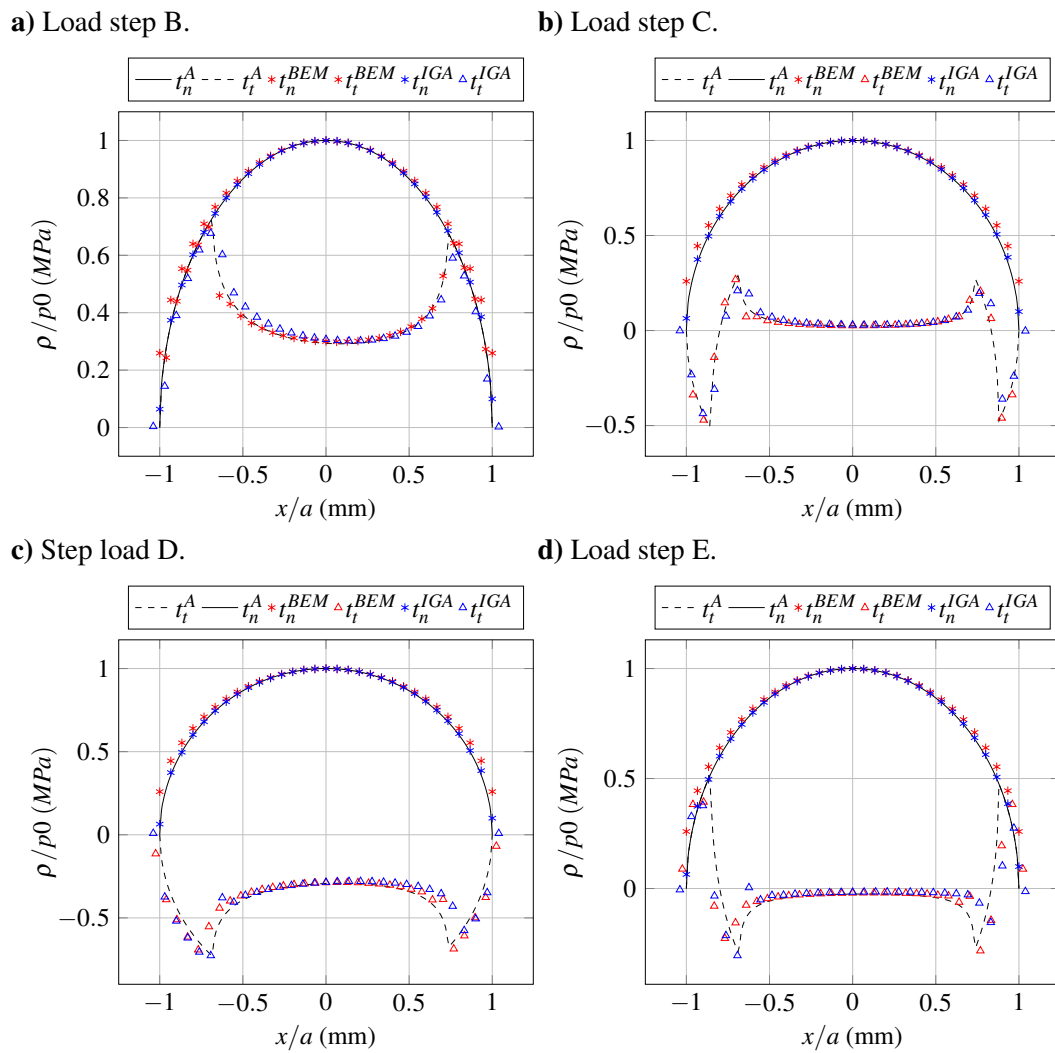 a) Load step B.
t_n^A t_t^A t_n^{BEM} t_t^{BEM} t_n^{IGA} t_t^{IGA}
1
0.8
0.6
0.4
0.2
0
ρ/p0 (MPa)
−1 −0.5 0 0.5 1
x/a (mm)
b) Load step C.
t_t^A t_n^A t_n^{BEM} t_t^{BEM} t_n^{IGA} t_t^{IGA}
1
0.5
0
−0.5
ρ/p0 (MPa)
−1 −0.5 0 0.5 1
x/a (mm)
c) Step load D.
t_t^A t_n^A t_n^{BEM} t_t^{BEM} t_n^{IGA} t_t^{IGA}
1
0.5
0
−0.5
ρ/p0 (MPa)
−1 −0.5 0 0.5 1
x/a (mm)
d) Load step E.
t_t^A t_n^A t_n^{BEM} t_t^{BEM} t_n^{IGA} t_t^{IGA}
1
0.5
0
ρ/p0 (MPa)
−1 −0.5 0 0.5 1
x/a (mm)